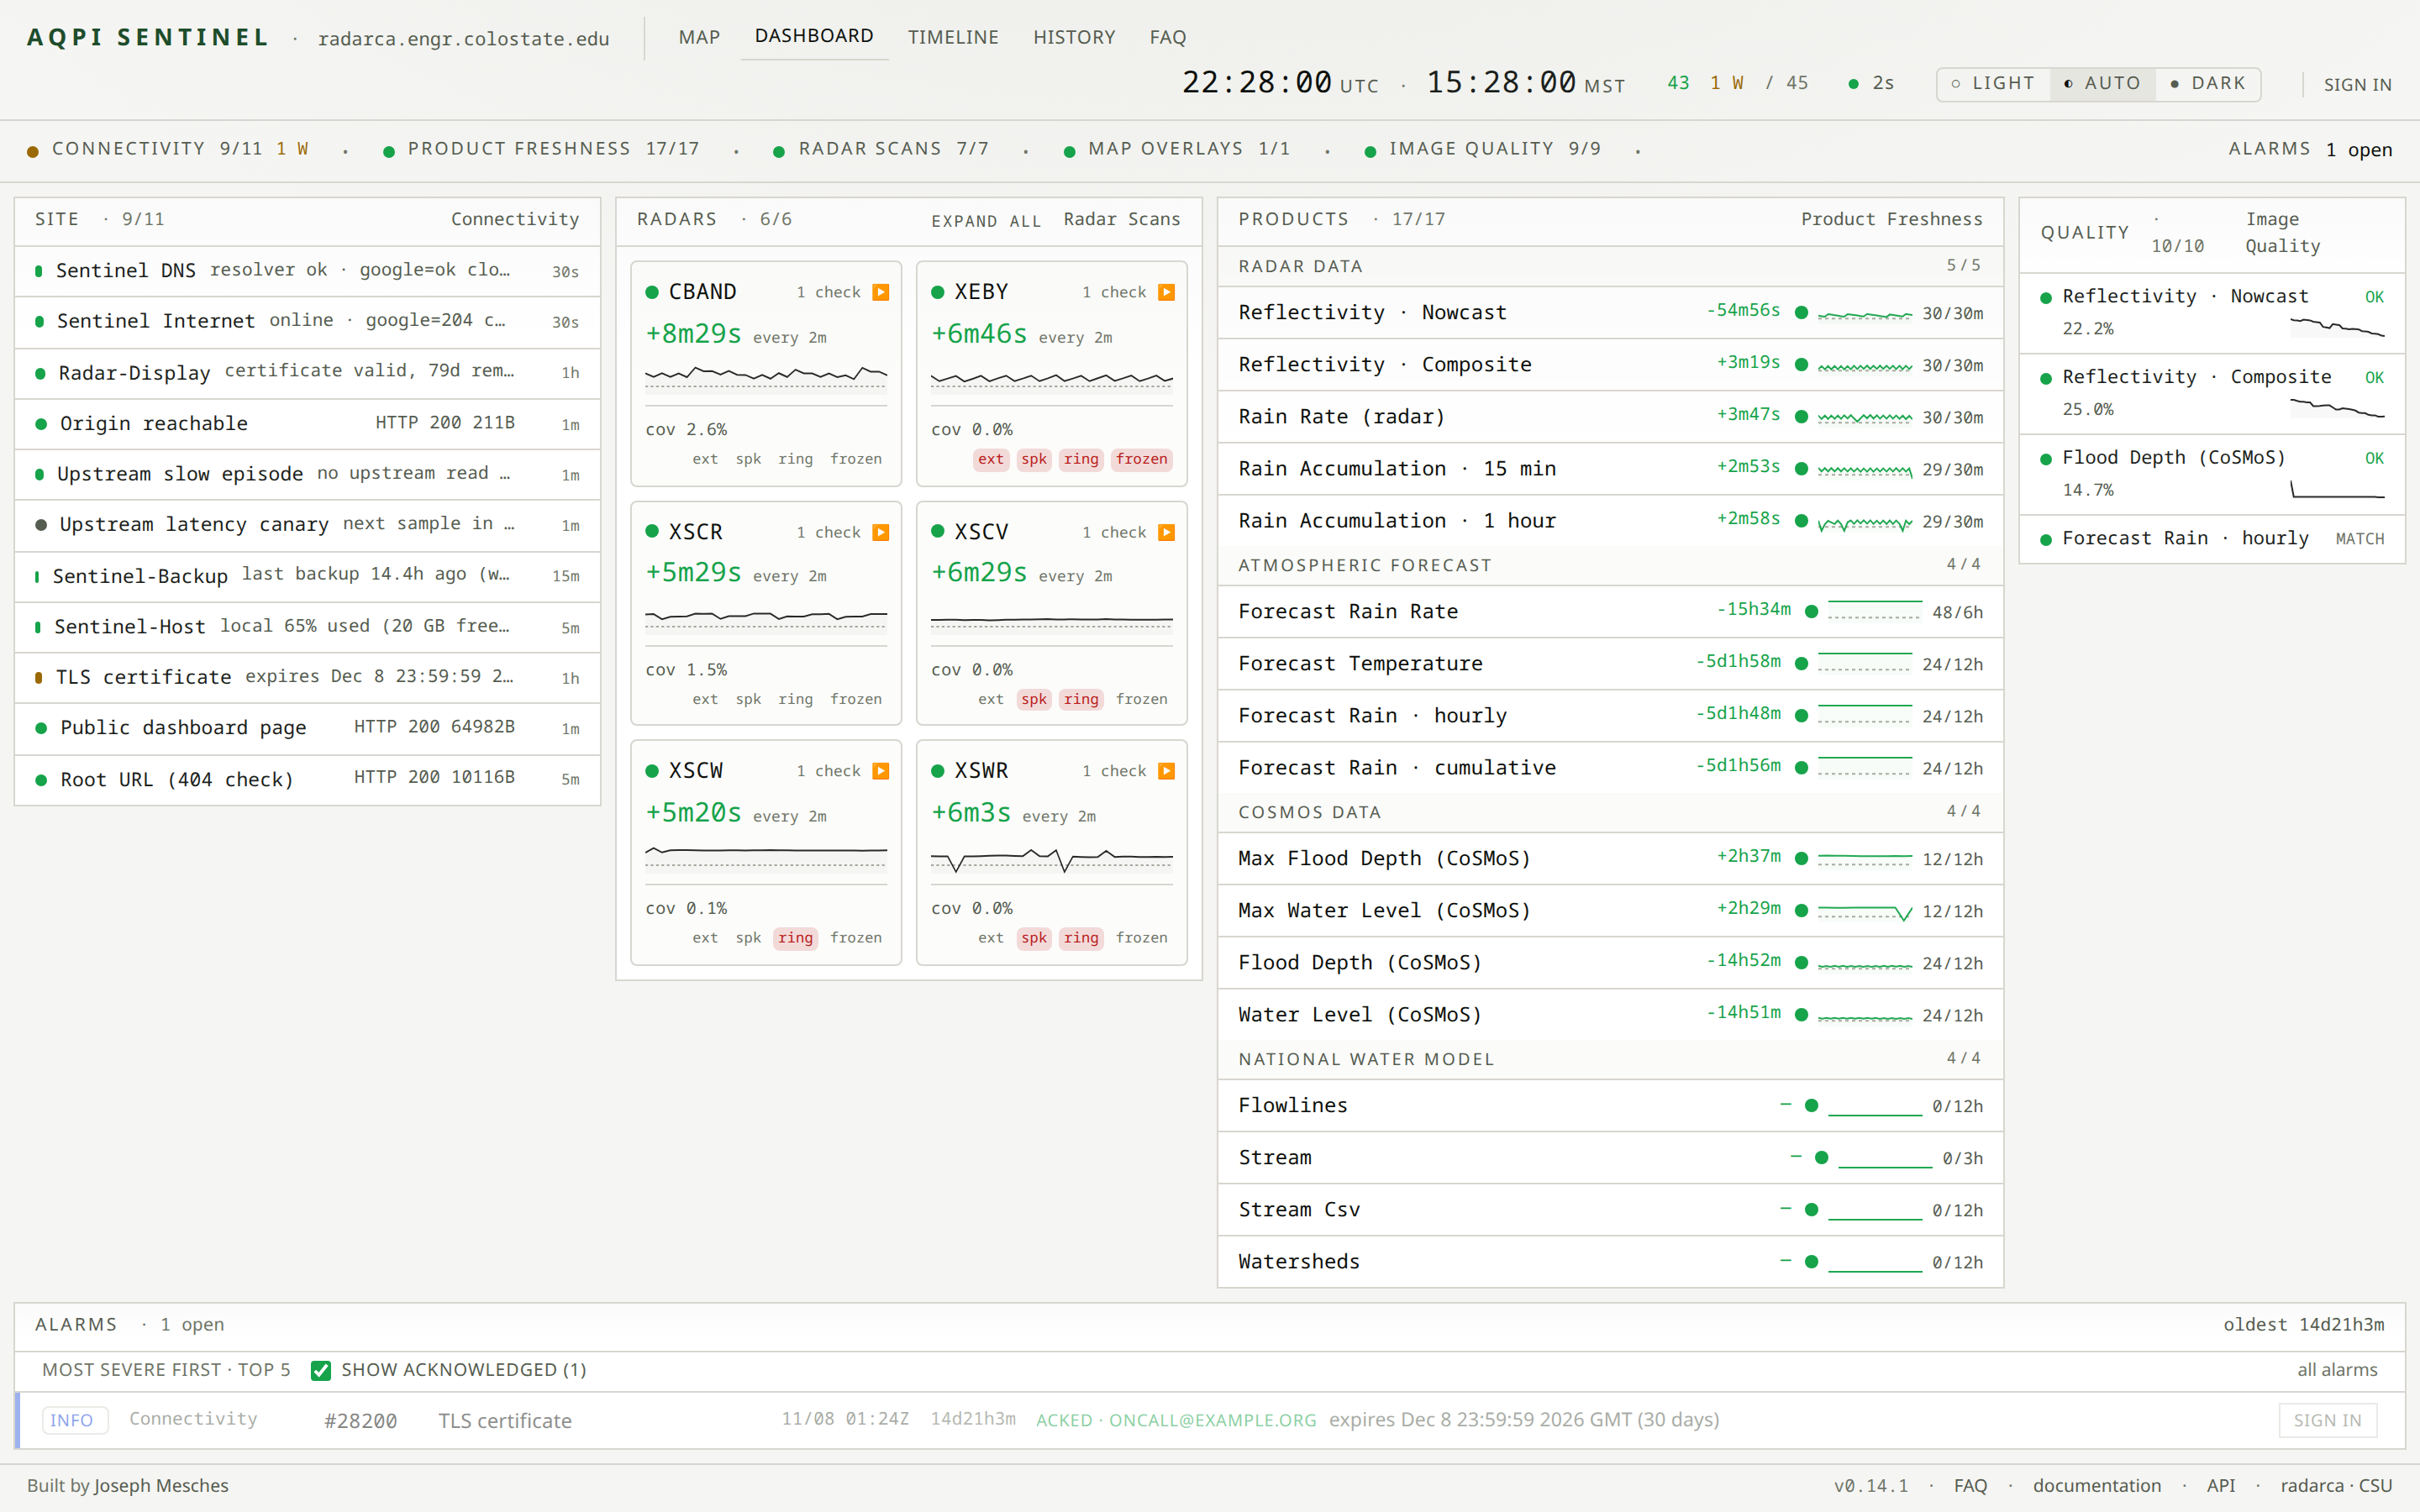 AQPI SENTINEL · radarca.engr.colostate.edu MAP DASHBOARD TIMELINE HISTORY FAQ
22:28:00 UTC · 15:28:00 MST 43 1 W / 45 2s LIGHT AUTO DARK SIGN IN
CONNECTIVITY 9/11 1 W · PRODUCT FRESHNESS 17/17 · RADAR SCANS 7/7 · MAP OVERLAYS 1/1 · IMAGE QUALITY 9/9 · ALARMS 1 open
SITE · 9/11 Connectivity
Sentinel DNS resolver ok · google=ok clo… 30s
Sentinel Internet online · google=204 c… 30s
Radar-Display certificate valid, 79d rem… 1h
Origin reachable HTTP 200 211B 1m
Upstream slow episode no upstream read … 1m
Upstream latency canary next sample in … 1m
Sentinel-Backup last backup 14.4h ago (w… 15m
Sentinel-Host local 65% used (20 GB free… 5m
TLS certificate expires Dec 8 23:59:59 2… 1h
Public dashboard page HTTP 200 64982B 1m
Root URL (404 check) HTTP 200 10116B 5m
RADARS · 6/6 EXPAND ALL Radar Scans
CBAND 1 check ▶
+8m29s every 2m
cov 2.6%
ext spk ring frozen
XEBY 1 check ▶
+6m46s every 2m
cov 0.0%
ext spk ring frozen
XSCR 1 check ▶
+5m29s every 2m
cov 1.5%
ext spk ring frozen
XSCV 1 check ▶
+6m29s every 2m
cov 0.0%
ext spk ring frozen
XSCW 1 check ▶
+5m20s every 2m
cov 0.1%
ext spk ring frozen
XSWR 1 check ▶
+6m3s every 2m
cov 0.0%
ext spk ring frozen
PRODUCTS · 17/17 Product Freshness
RADAR DATA 5/5
Reflectivity · Nowcast -54m56s 30/30m
Reflectivity · Composite +3m19s 30/30m
Rain Rate (radar) +3m47s 30/30m
Rain Accumulation · 15 min +2m53s 29/30m
Rain Accumulation · 1 hour +2m58s 29/30m
ATMOSPHERIC FORECAST 4/4
Forecast Rain Rate -15h34m 48/6h
Forecast Temperature -5d1h58m 24/12h
Forecast Rain · hourly -5d1h48m 24/12h
Forecast Rain · cumulative -5d1h56m 24/12h
COSMOS DATA 4/4
Max Flood Depth (CoSMoS) +2h37m 12/12h
Max Water Level (CoSMoS) +2h29m 12/12h
Flood Depth (CoSMoS) -14h52m 24/12h
Water Level (CoSMoS) -14h51m 24/12h
NATIONAL WATER MODEL 4/4
Flowlines — 0/12h
Stream — 0/3h
Stream Csv — 0/12h
Watersheds — 0/12h
QUALITY · 10/10 Image Quality
Reflectivity · Nowcast OK
22.2%
Reflectivity · Composite OK
25.0%
Flood Depth (CoSMoS) OK
14.7%
Forecast Rain · hourly MATCH
ALARMS · 1 open oldest 14d21h3m
MOST SEVERE FIRST · TOP 5 SHOW ACKNOWLEDGED (1) all alarms
INFO Connectivity #28200 TLS certificate 11/08 01:24Z 14d21h3m ACKED · ONCALL@EXAMPLE.ORG expires Dec 8 23:59:59 2026 GMT (30 days) SIGN IN
Built by Joseph Mesches v0.14.1 · FAQ · documentation · API · radarca · CSU